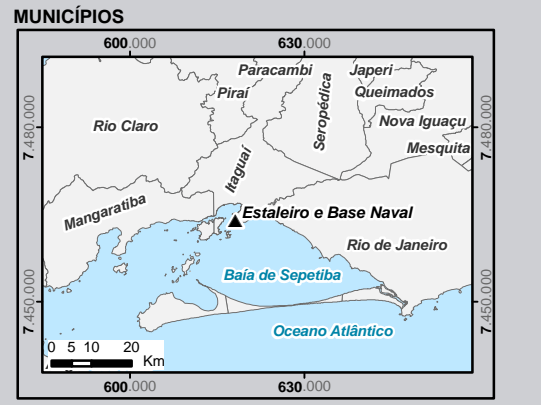 MUNICÍPIOS
600.000 630.000
Paracambi Japeri
Piraí Seropédica Queimados
7.480.000 Rio Claro Nova Iguaçu 7.480.000
Mesquita
Itaguaí
Mangaratiba Estaleiro e Base Naval
Rio de Janeiro
Baía de Sepetiba
7.450.000 7.450.000
Oceano Atlântico
0 5 10 20
Km
600.000 630.000